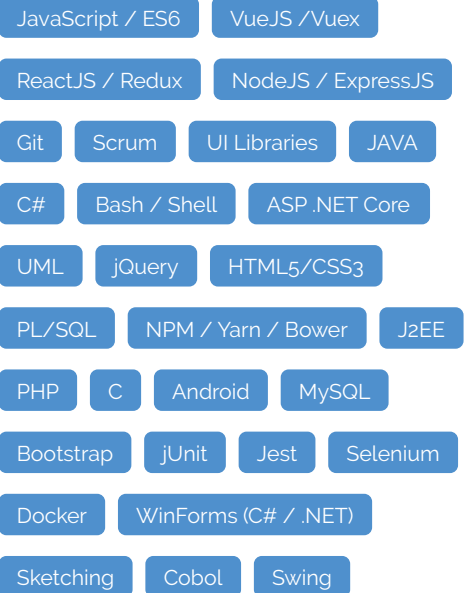 JavaScript / ES6 VueJS /Vuex
ReactJS / Redux NodeJS / ExpressJS
Git Scrum UI Libraries JAVA
C# Bash / Shell ASP .NET Core
UML jQuery HTML5/CSS3
PL/SQL NPM / Yarn / Bower J2EE
PHP C Android MySQL
Bootstrap jUnit Jest Selenium
Docker WinForms (C# / .NET)
Sketching Cobol Swing